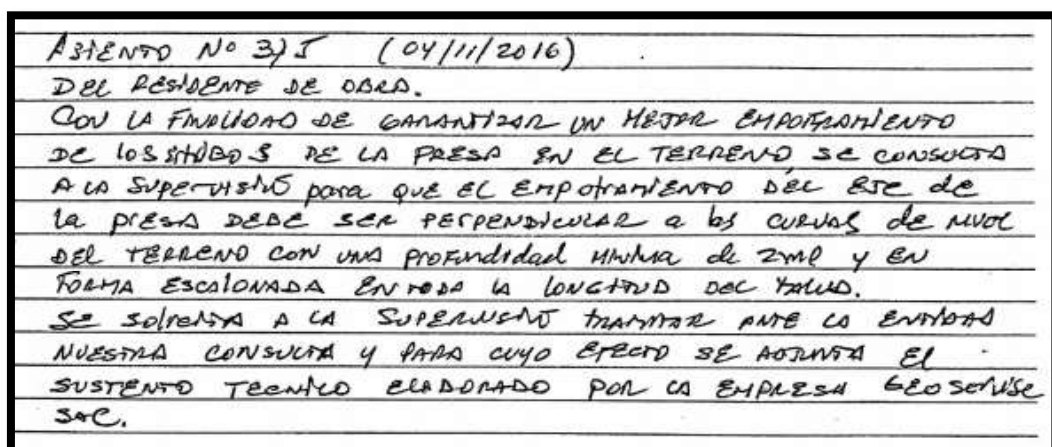 ASIENTO Nº 315 (04/11/2016)
DEL RESIDENTE DE OBRA.
CON LA FINALIDAD DE GARANTIZAR UN MEJOR EMPOTRAMIENTO
DE LOS ESTRIBOS DE LA PRESA EN EL TERRENO SE CONSULTA
A LA SUPERVISIÓ para QUE EL EMPOTRAMIENTO DEL EJE de
la PRESA DEBE SER PERPENDICULAR a las CURVAS de NIVEL
DEL TERRENO CON UNA PROFUNDIDAD MINIMA de 2ml y EN
FORMA ESCALONADA EN TODA LA LONGITUD DEL TALUD.
SE SOLICITA A LA SUPERVISIÓ TRAMITAR ANTE LA ENTIDAD
NUESTRA CONSULTA y PARA CUYO EFECTO SE ADJUNTA EL
SUSTENTO TECNICO ELABORADO POR LA EMPRESA GEOSERVISE
SAC.